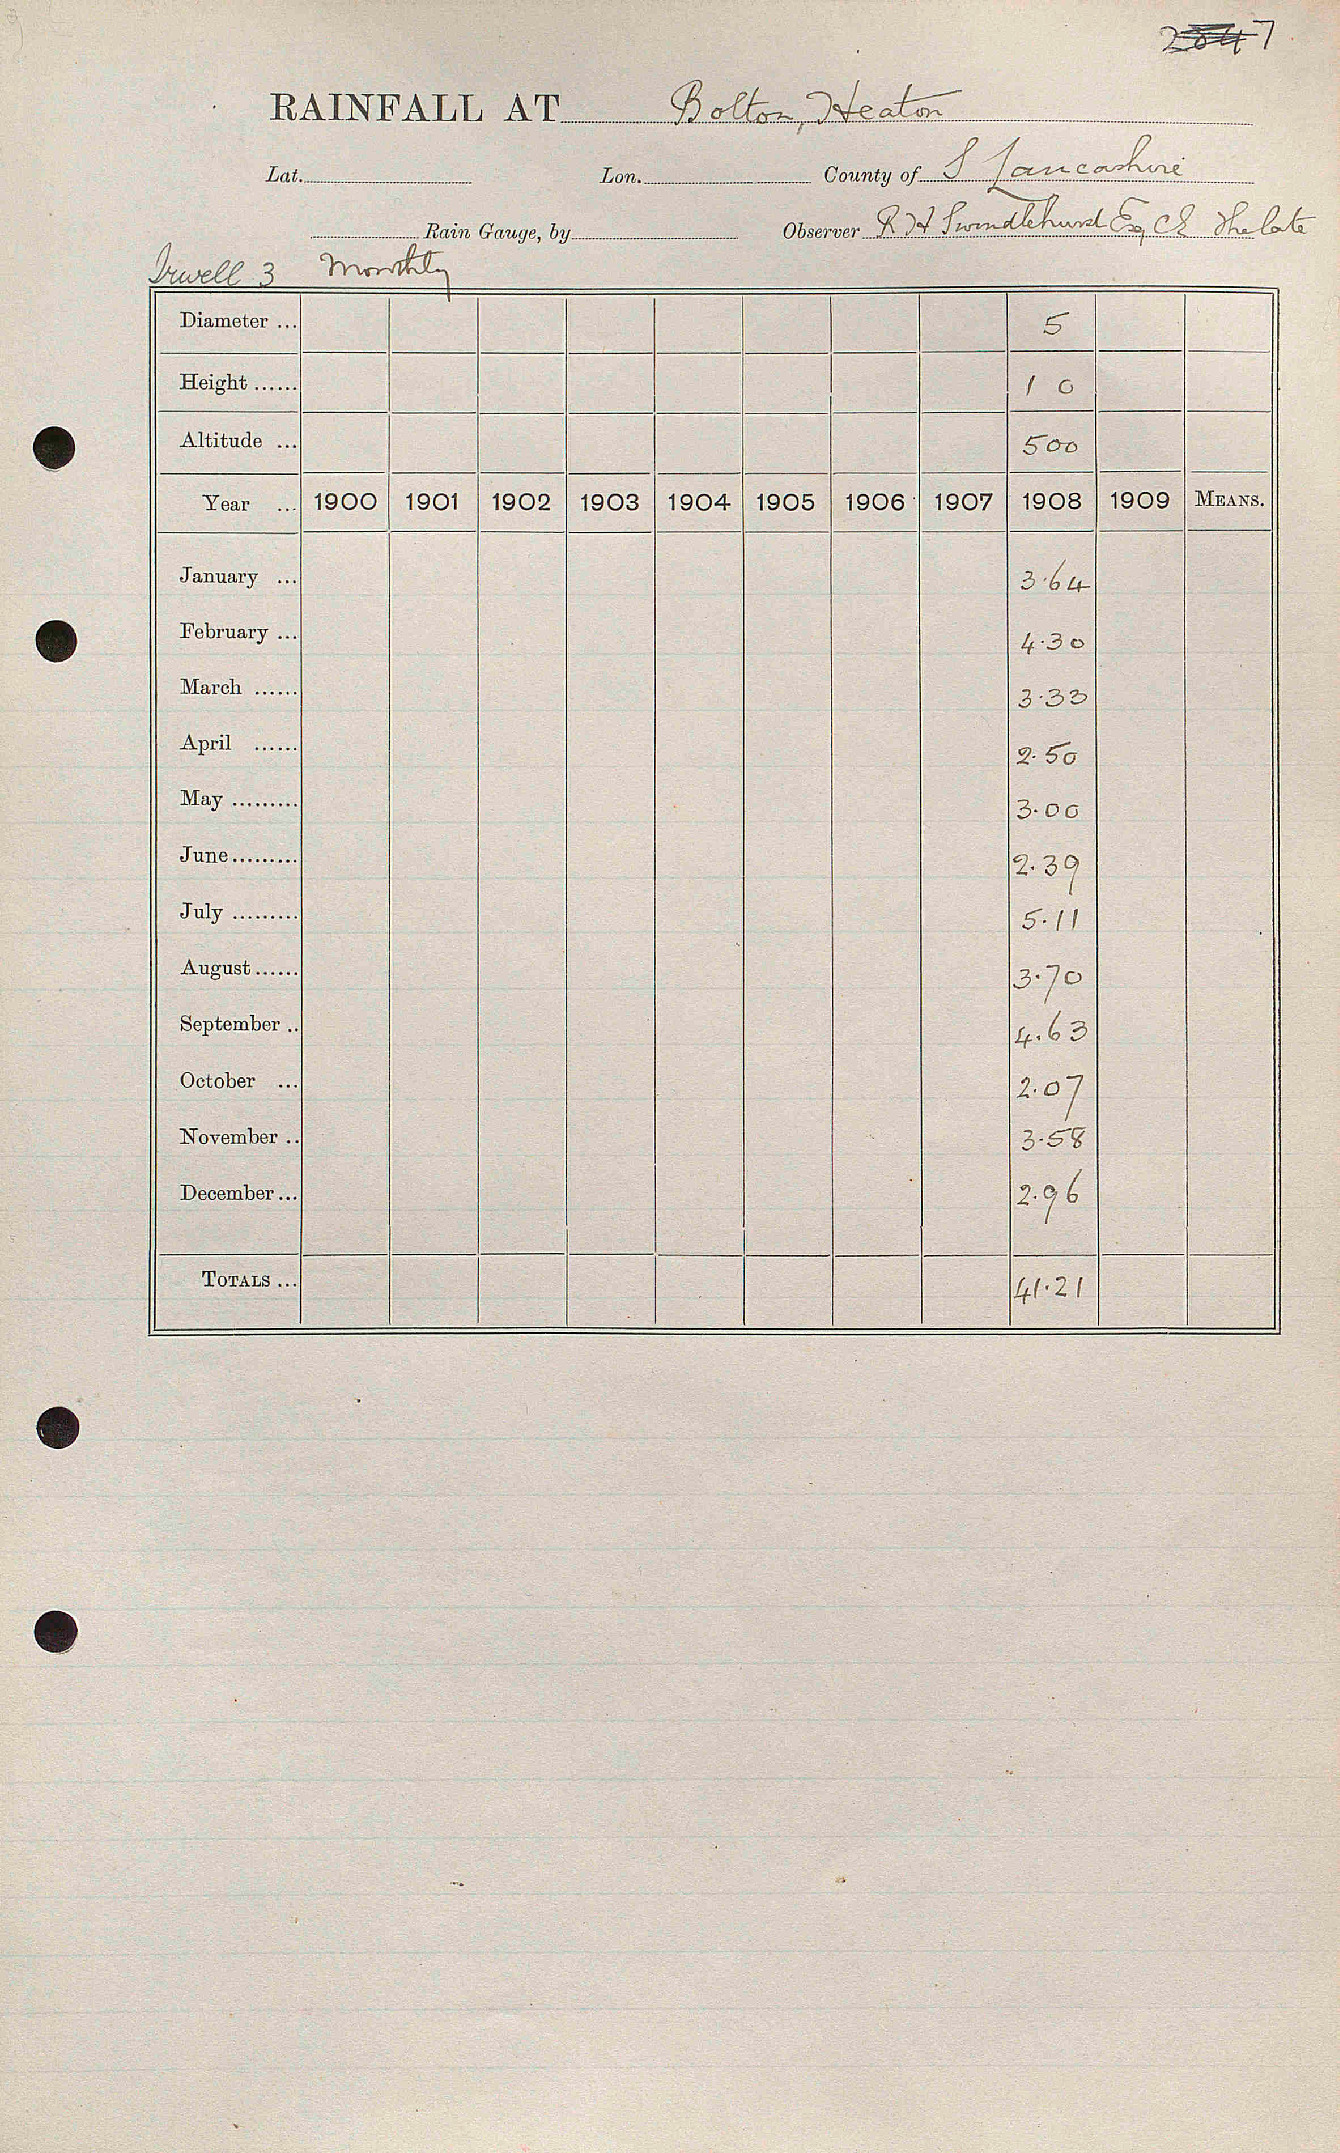 2047
RAINFALL AT Bolton, Heaton
Lat. Lon. County of S Lancashire
Rain Gauge, by Observer R H Swindlehurst Esq CE The late
Irwell 3 Monthly
Diameter ... 5
Height ...... 1 0
Altitude ... 500
Year ... 1900 1901 1902 1903 1904 1905 1906 1907 1908 1909 MEANS.
January ... 3.64
February ... 4.30
March ...... 3.33
April ...... 2.50
May ......... 3.00
June ......... 2.39
July ......... 5.11
August ...... 3.70
September .. 4.63
October ... 2.07
November .. 3.58
December ... 2.96
TOTALS ... 41.21